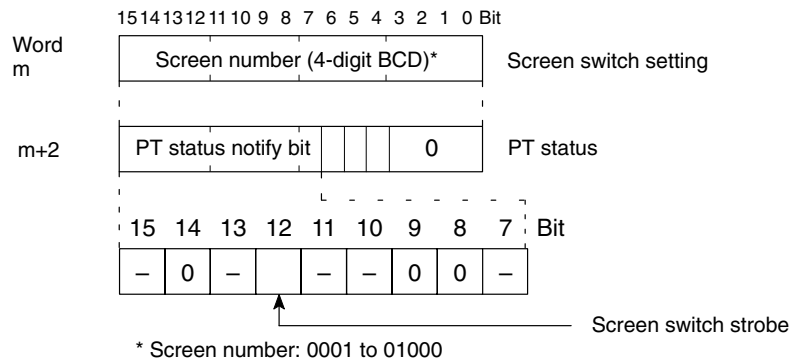 15 14 13 12 11 10 9 8 7 6 5 4 3 2 1 0 Bit
Word
m
Screen number (4-digit BCD)*
Screen switch setting
m+2
PT status notify bit
0
PT status
15 14 13 12 11 10 9 8 7 Bit
– 0 – – – 0 0 –
Screen switch strobe
* Screen number: 0001 to 01000